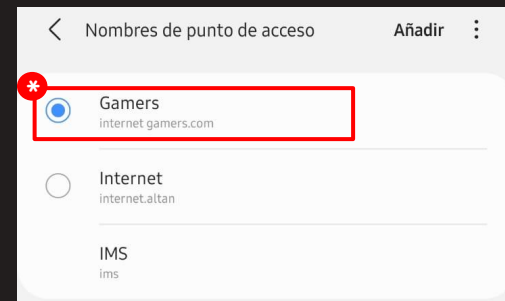 Nombres de punto de acceso Añadir
*
Gamers
internet gamers.com
Internet
internet.altan
IMS
ims